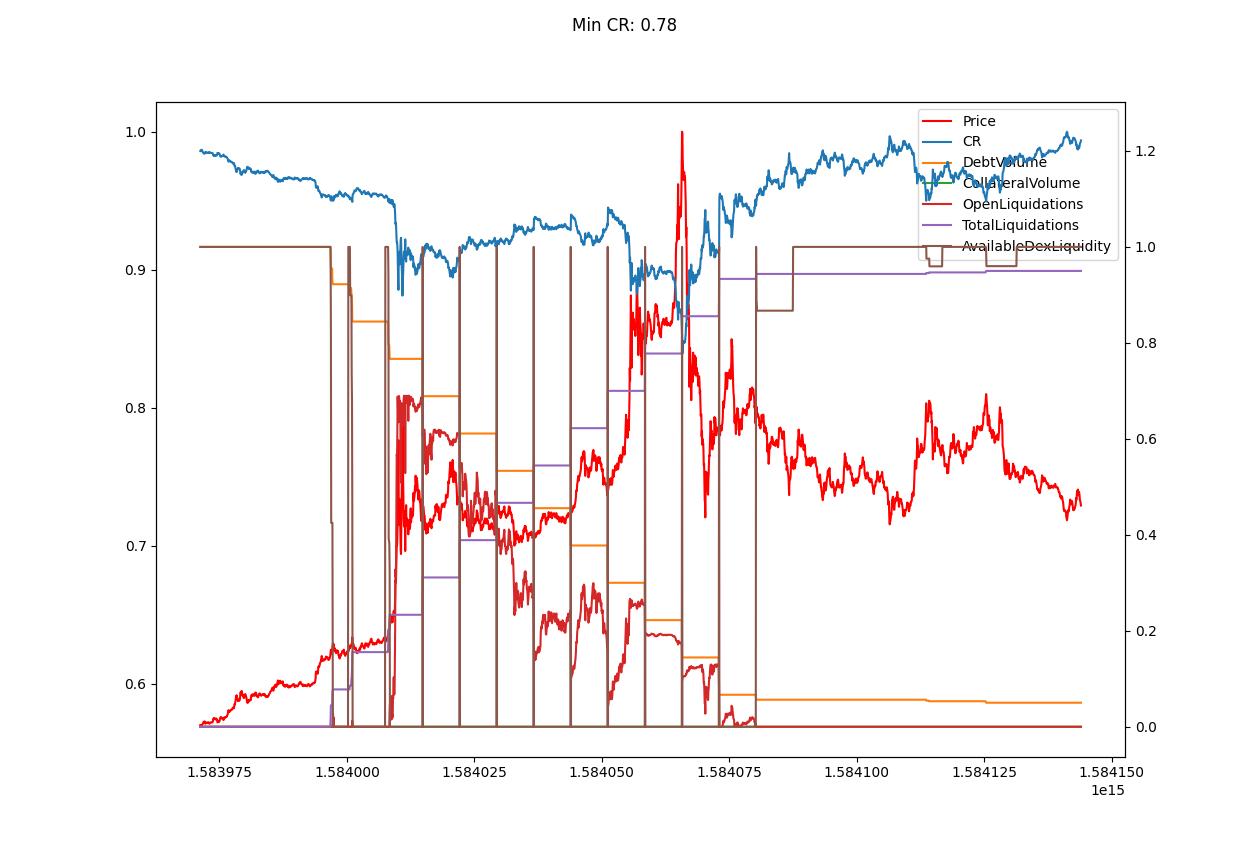 Min CR: 0.78
1.0
0.9
0.8
0.7
0.6
1.2
1.0
0.8
0.6
0.4
0.2
0.0
Price
CR
DebtVolume
CollateralVolume
OpenLiquidations
TotalLiquidations
AvailableDexLiquidity
1.583975 1.584000 1.584025 1.584050 1.584075 1.584100 1.584125 1.584150
1e15